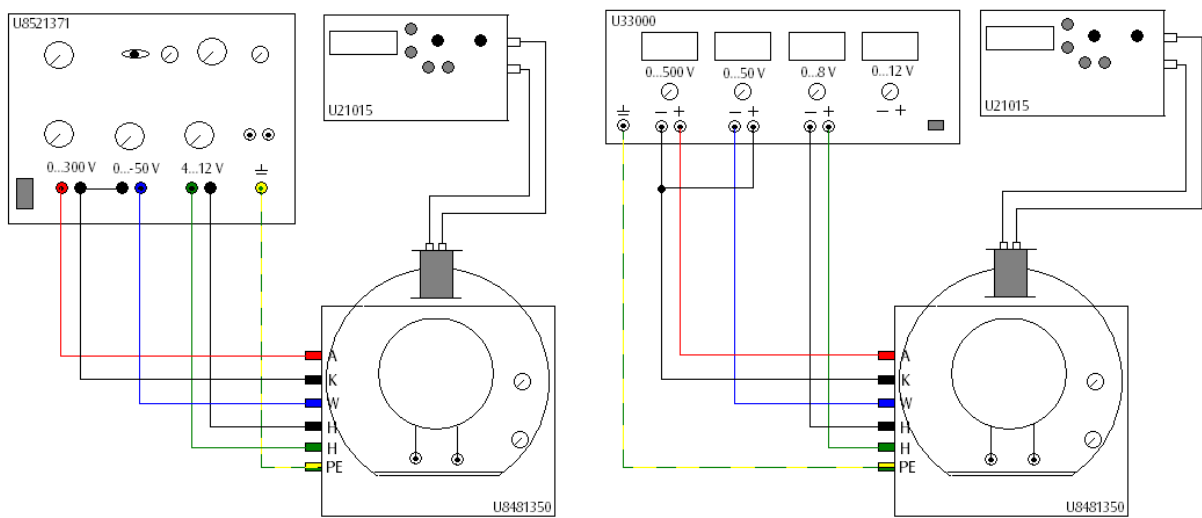 U8521371
0...300 V 0...-50 V 4...12 V
U21015
A
K
W
H
H
PE
U8481350
U33000
0...500 V 0...50 V 0...8 V 0...12 V
− + − + − + − +
U21015
A
K
W
H
H
PE
U8481350